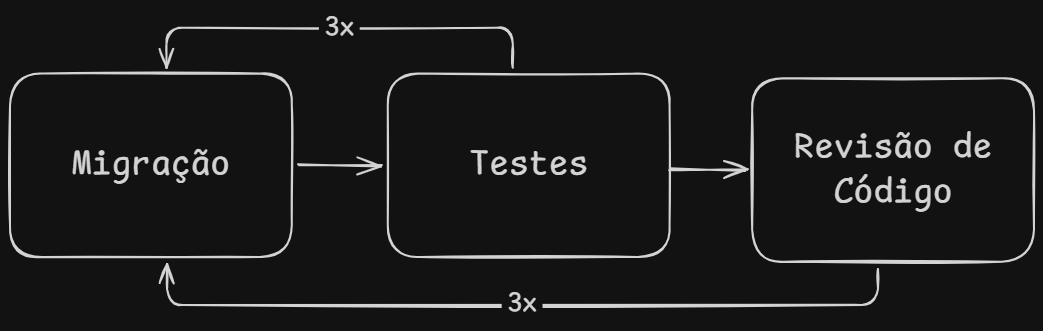 3x
Migração
Testes
Revisão de
Código
3x